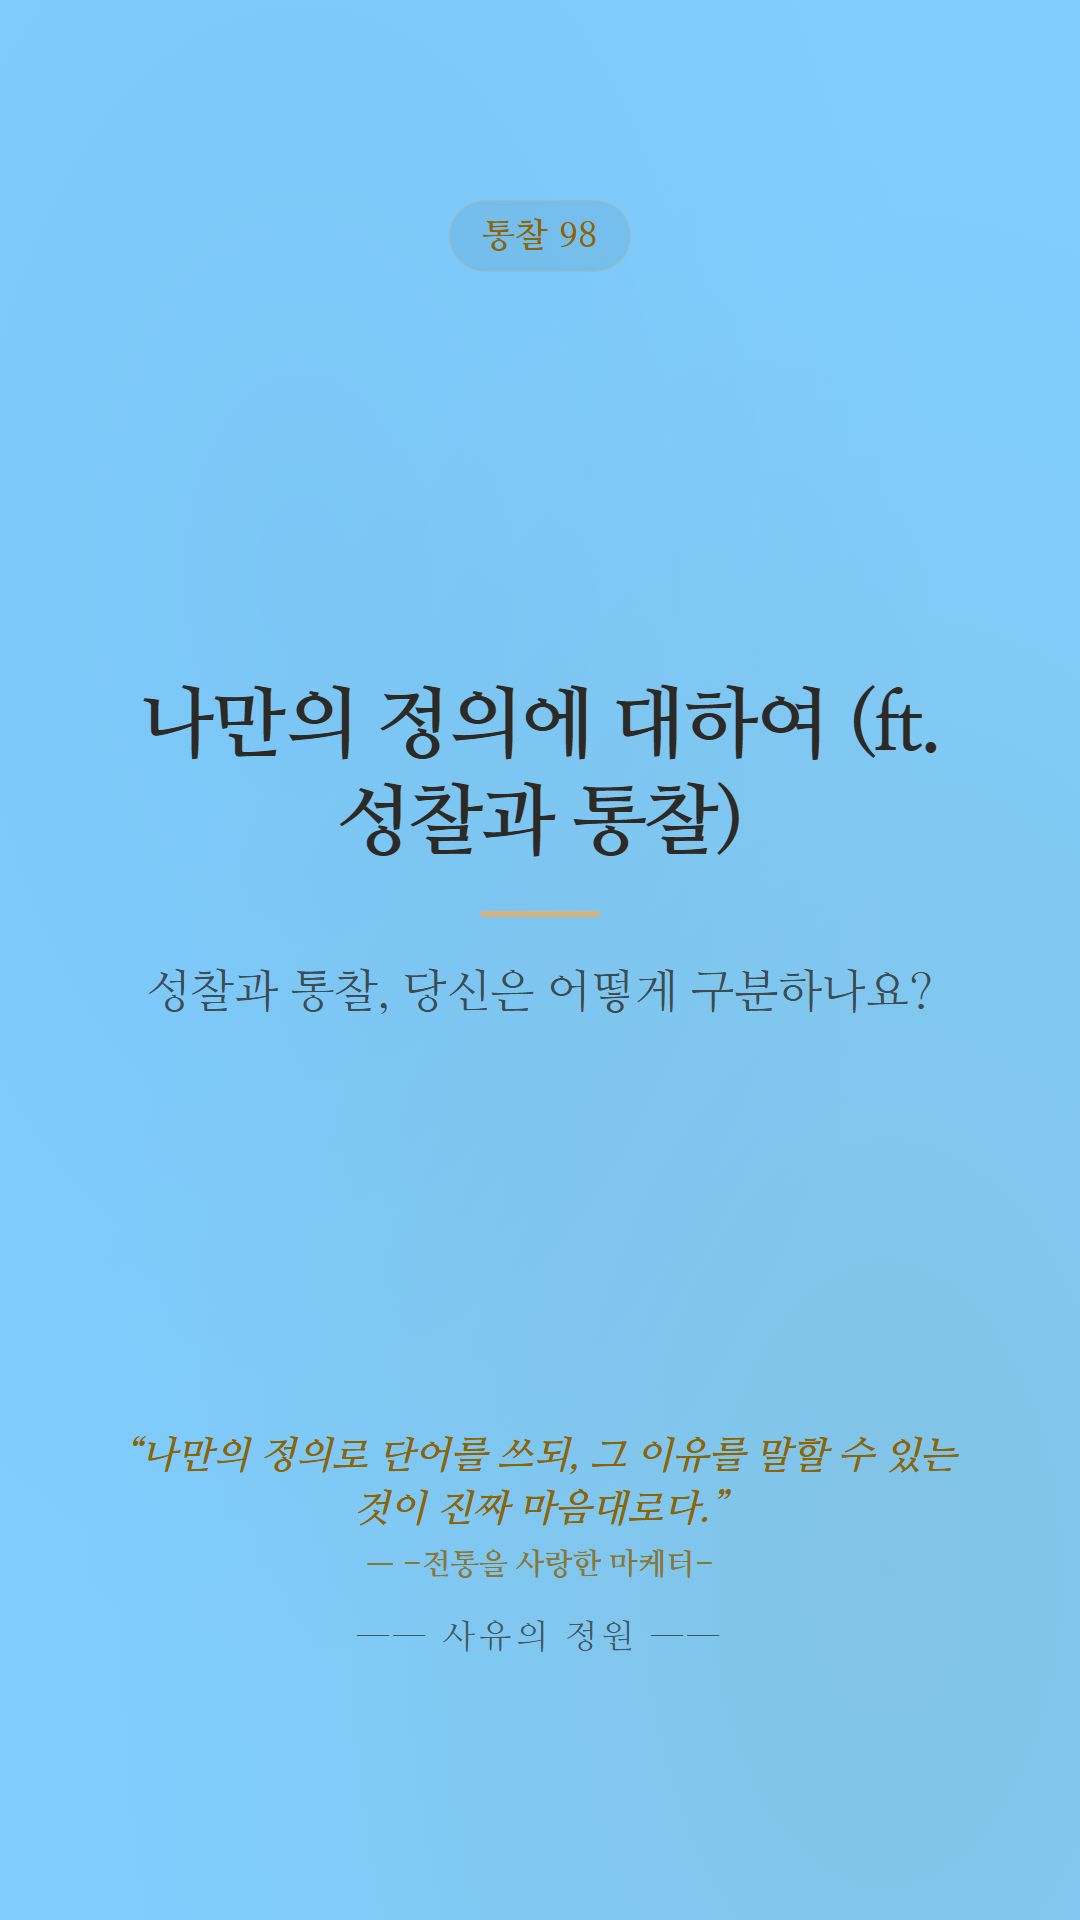 통찰 98
나만의 정의에 대하여 (ft.
성찰과 통찰)
성찰과 통찰, 당신은 어떻게 구분하나요?
“나만의 정의로 단어를 쓰되, 그 이유를 말할 수 있는
것이 진짜 마음대로다.”
— -전통을 사랑한 마케터-
—— 사유의 정원 ——